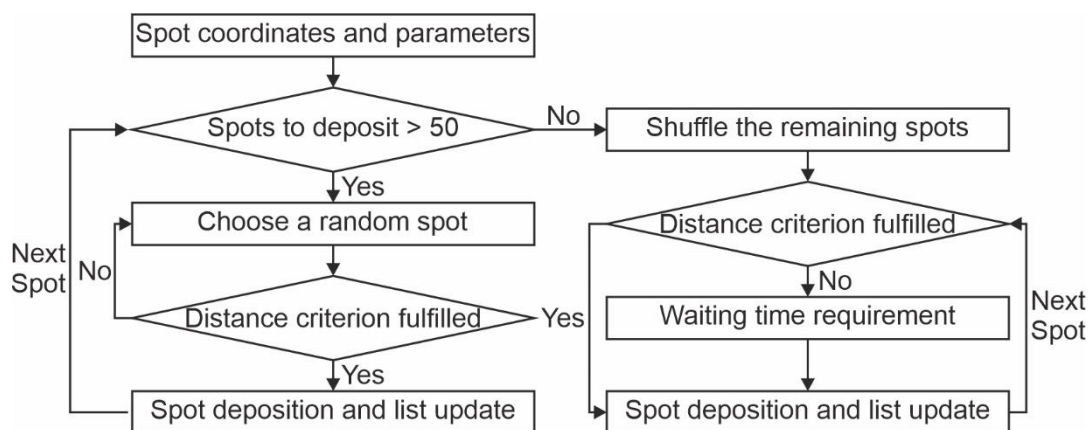 Spot coordinates and parameters
Spots to deposit > 50
No
Shuffle the remaining spots
Yes
Choose a random spot
Distance criterion fulfilled
Next
Spot
No
No
Distance criterion fulfilled
Yes
Waiting time requirement
Next
Spot
Yes
Spot deposition and list update
Spot deposition and list update